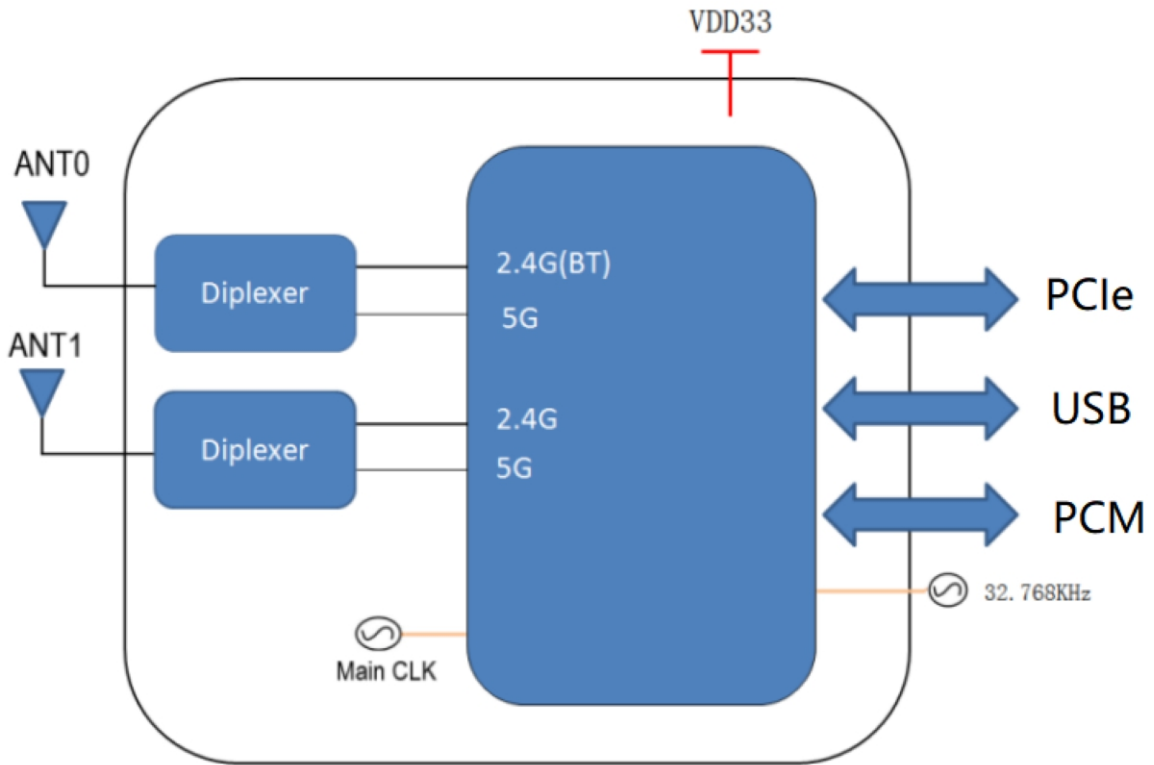 VDD33
ANT0
Diplexer
2.4G(BT)
5G
PCIe
ANT1
Diplexer
2.4G
5G
USB
PCM
32.768KHz
Main CLK